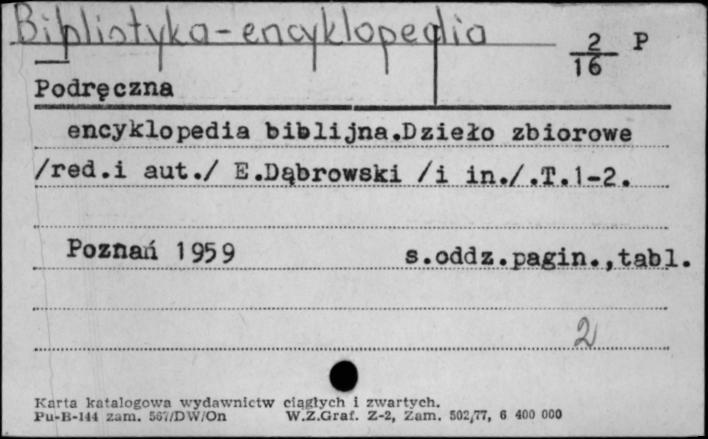 Biblistyka-encyklopedia
2/16 P
Podręczna
encyklopedia biblijna.Dzieło zbiorowe
/red.i aut./ E.Dąbrowski /i in./.T.1-2.
Poznań 1959 s.oddz.pagin.,tabl.
2
Karta katalogowa wydawnictw ciągłych i zwartych.
Pu-B-144 zam. 567/DW/On W.Z.Graf. Z-2, Zam. 502/77, 6 400 000